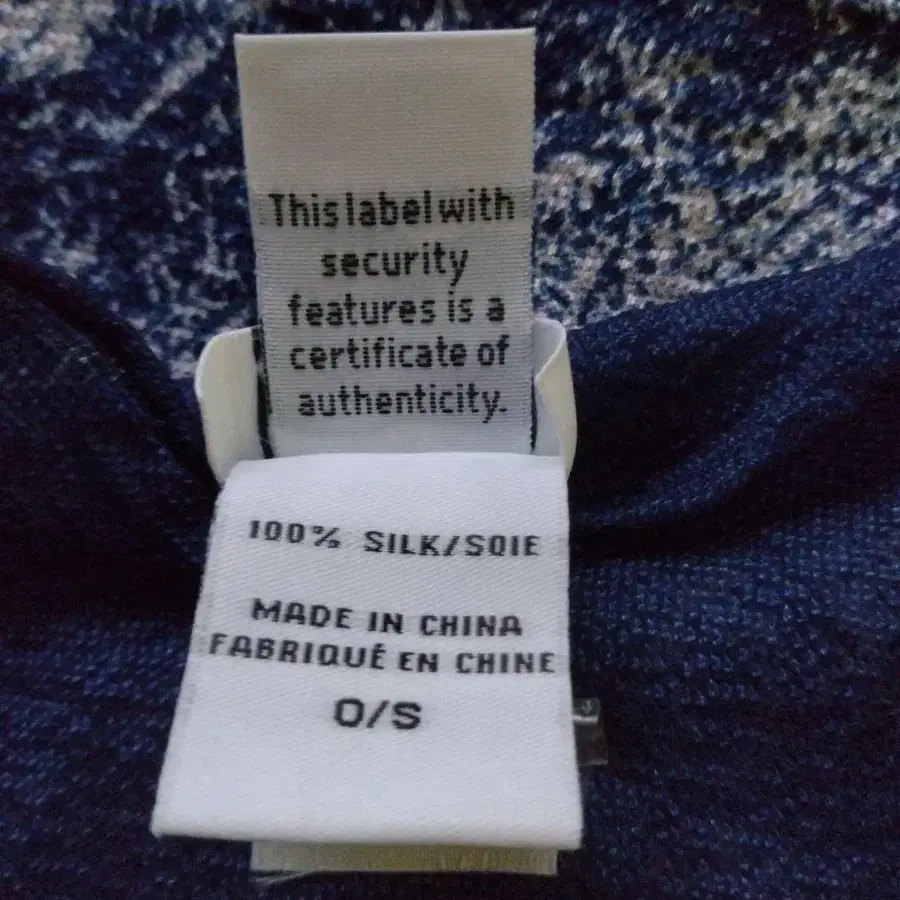 This label with
security
features is a
certificate of
authenticity.
100% SILK/SOIE
MADE IN CHINA
FABRIQUÉ EN CHINE
O/S